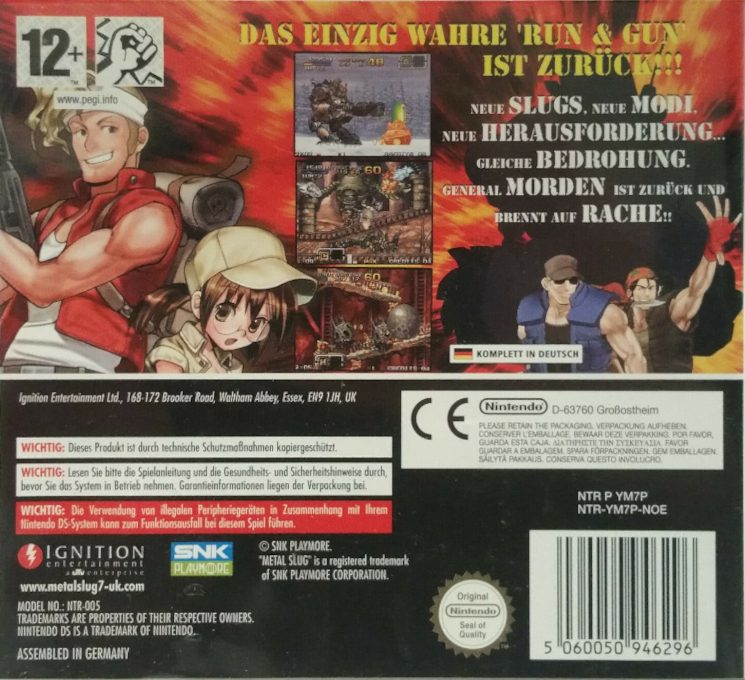 12+
www.pegi.info
DAS EINZIG WAHRE 'RUN & GUN'
IST ZURÜCK!!!
NEUE SLUGS, NEUE MODI,
NEUE HERAUSFORDERUNG...
GLEICHE BEDROHUNG.
GENERAL MORDEN IST ZURÜCK UND
BRENNT AUF RACHE!!
KOMPLETT IN DEUTSCH
Ignition Entertainment Ltd., 168-172 Brooker Road, Waltham Abbey, Essex, EN9 1JH, UK
WICHTIG: Dieses Produkt ist durch technische Schutzmaßnahmen kopiergeschützt.
WICHTIG: Lesen Sie bitte die Spielanleitung und die Gesundheits- und Sicherheitshinweise durch,
bevor Sie das System in Betrieb nehmen. Garantieinformationen liegen der Verpackung bei.
WICHTIG: Die Verwendung von illegalen Peripheriegeräten in Zusammenhang mit Ihrem
Nintendo DS-System kann zum Funktionsausfall bei diesem Spiel führen.
CE Nintendo D-63760 Großostheim
PLEASE RETAIN THE PACKAGING. VERPACKUNG AUFHEBEN.
CONSERVER L'EMBALLAGE. BEWAAR DEZE VERPAKKING. POR FAVOR,
GUARDA ESTA CAJA. ΔΙΑΤΗΡΗΣΤΕ ΤΗΝ ΣΥΣΚΕΥΑΣΙΑ. FAVOR
GUARDAR A EMBALAGEM. SPARA FÖRPACKNINGEN. GEM EMBALLAGEN.
SÄILYTÄ PAKKAUS. CONSERVA QUESTO INVOLUCRO.
NTR P YM7P
NTR-YM7P-NOE
IGNITION
entertainment
a utv enterprise
www.metalslug7-uk.com
SNK
PLAYMORE
© SNK PLAYMORE.
"METAL SLUG" is a registered trademark
of SNK PLAYMORE CORPORATION.
MODEL NO.: NTR-005
TRADEMARKS ARE PROPERTIES OF THEIR RESPECTIVE OWNERS.
NINTENDO DS IS A TRADEMARK OF NINTENDO.
ASSEMBLED IN GERMANY
Original
Nintendo
Seal of
Quality
5 060050 946296